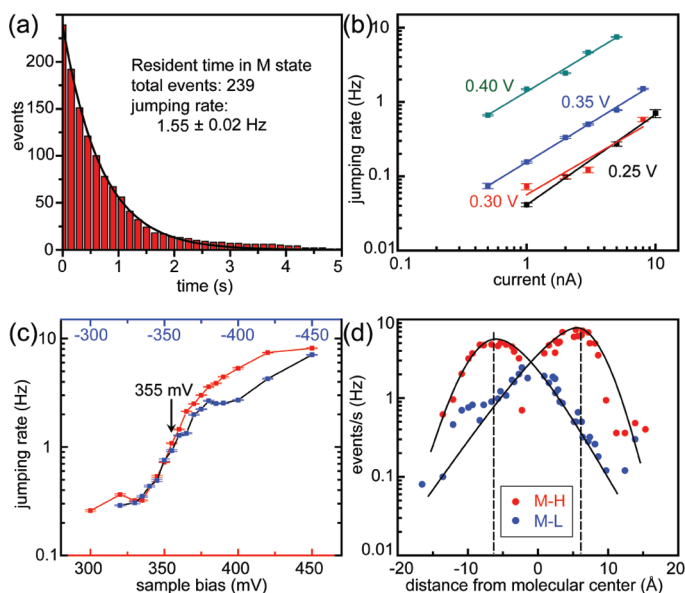 (a)
Resident time in M state
total events: 239
jumping rate:
1.55 ± 0.02 Hz
events
200
150
100
50
0
0 1 2 3 4 5
time (s)
(b)
jumping rate (Hz)
10
1
0.1
0.01
0.40 V
0.35 V
0.30 V
0.25 V
0.1 1 10
current (nA)
(c)
-300 -350 -400 -450
jumping rate (Hz)
10
1
0.1
355 mV
300 350 400 450
sample bias (mV)
(d)
events/s (Hz)
10
1
0.1
0.01
M-H
M-L
-20 -10 0 10 20
distance from molecular center (Å)